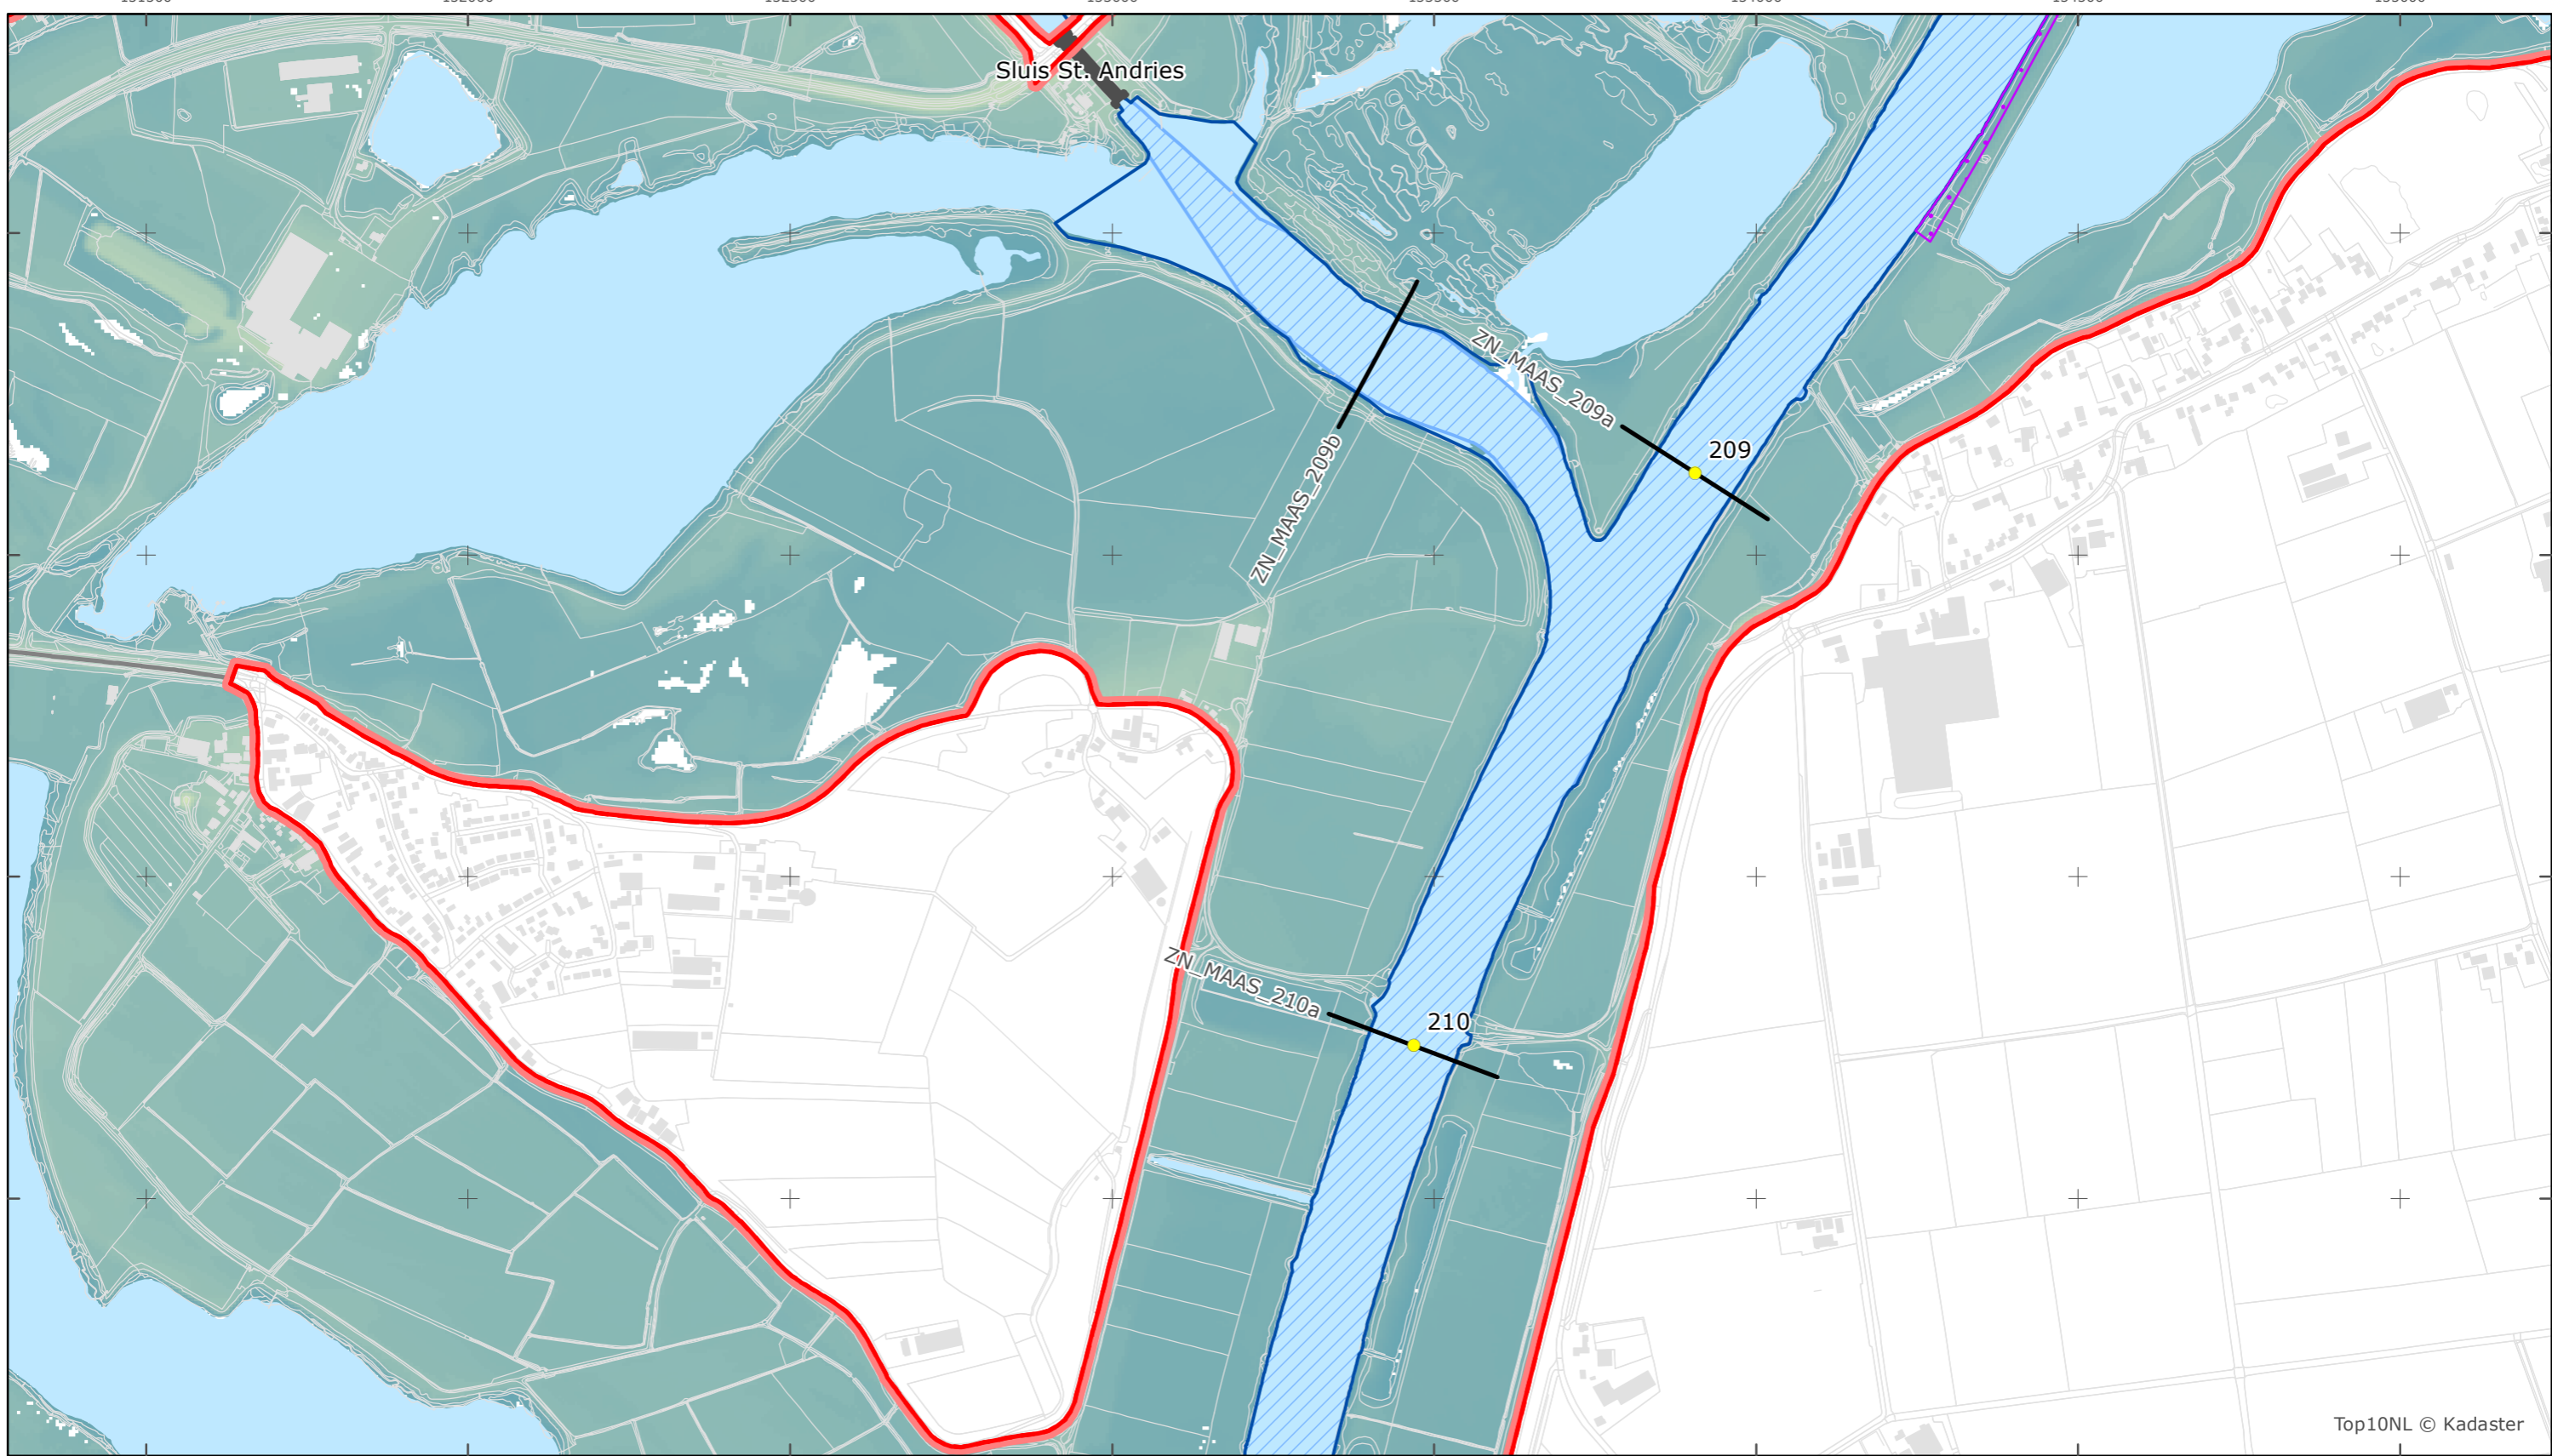 Sluis St. Andries
ZN_MAAS_209a
209
ZN_MAAS_209b
ZN_MAAS_210a
210
Top10NL © Kadaster